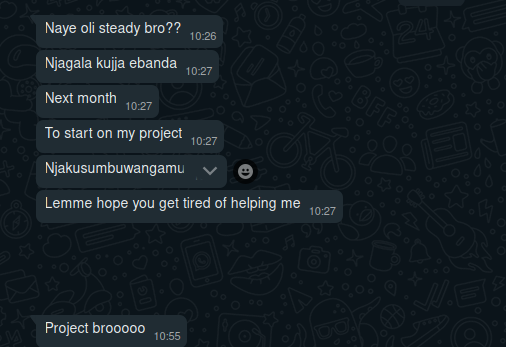 Naye oli steady bro??
10:26
Njagala kujja ebanda
10:27
Next month
10:27
To start on my project
10:27
Njakusumbuwangamu
Lemme hope you get tired of helping me
10:27
Project brooooo
10:55